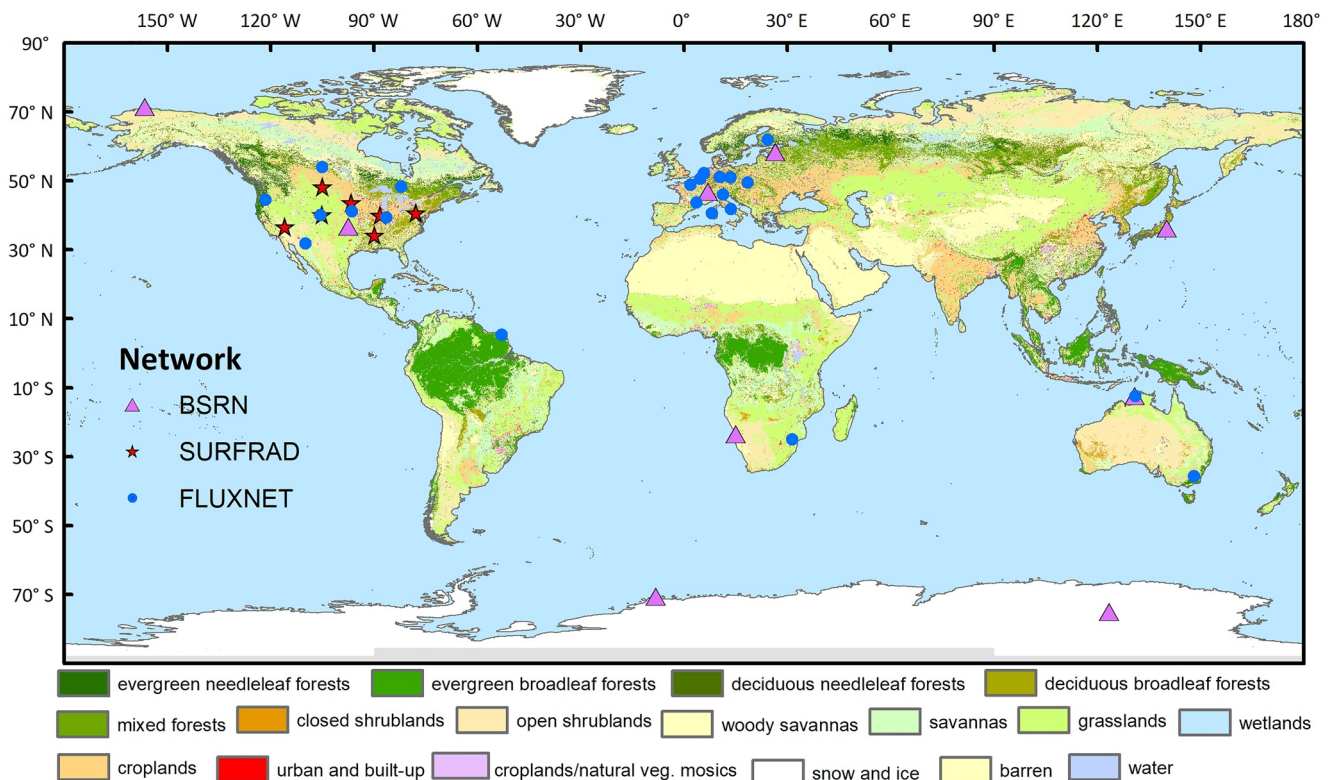 150° W 120° W 90° W 60° W 30° W 0° 30° E 60° E 90° E 120° E 150° E 180°
90°
70° N
50° N
30° N
10° N
10° S
30° S
50° S
70° S
Network
BSRN
SURFRAD
FLUXNET
evergreen needleleaf forests evergreen broadleaf forests deciduous needleleaf forests deciduous broadleaf forests
mixed forests closed shrublands open shrublands woody savannas savannas grasslands wetlands
croplands urban and built-up croplands/natural veg. mosics snow and ice barren water